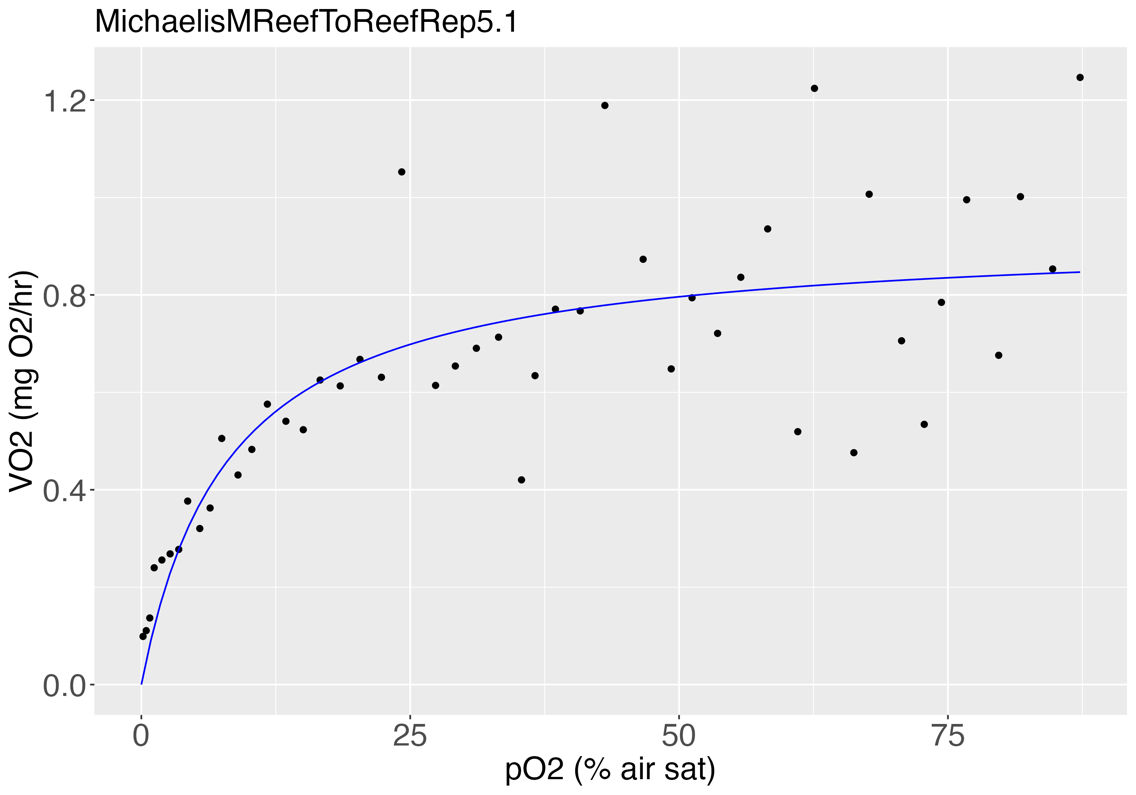 MichaelisMReefToReefRep5.1
1.2
0.8
0.4
0.0
VO2 (mg O2/hr)
0 25 50 75
pO2 (% air sat)